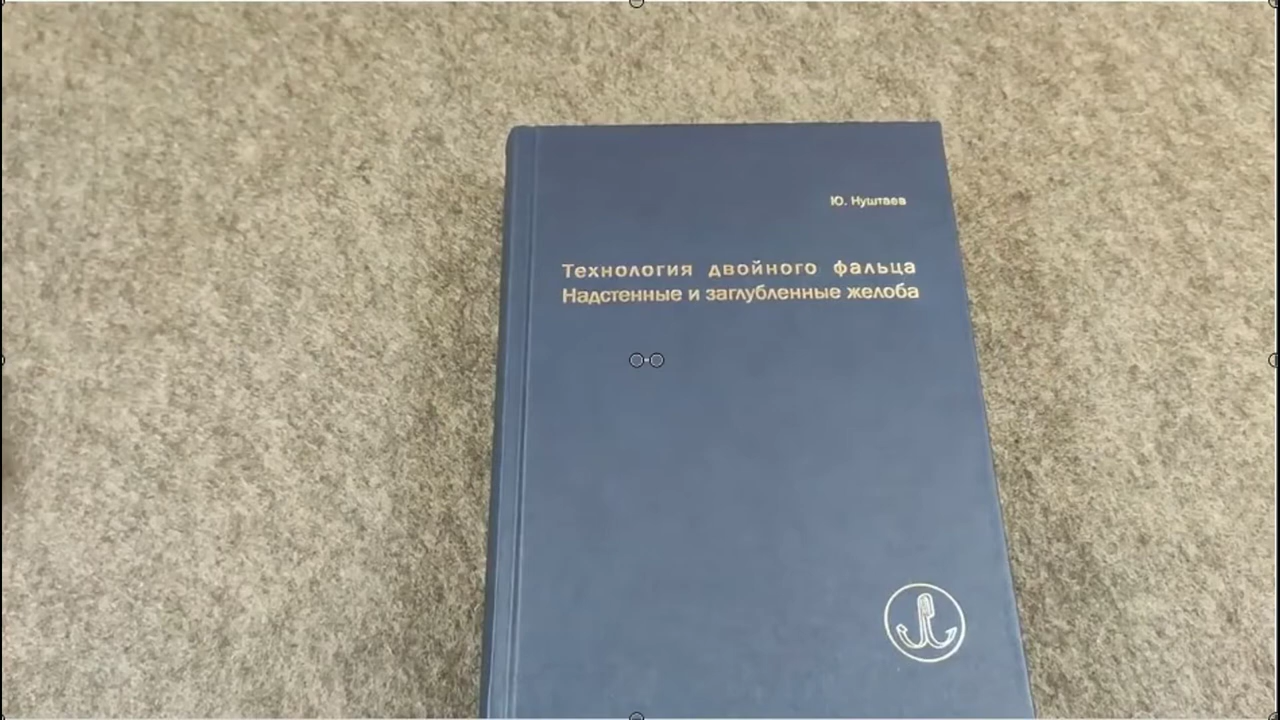 Ю. Нуштаев
Технология двойного фальца
Надстенные и заглубленные желоба